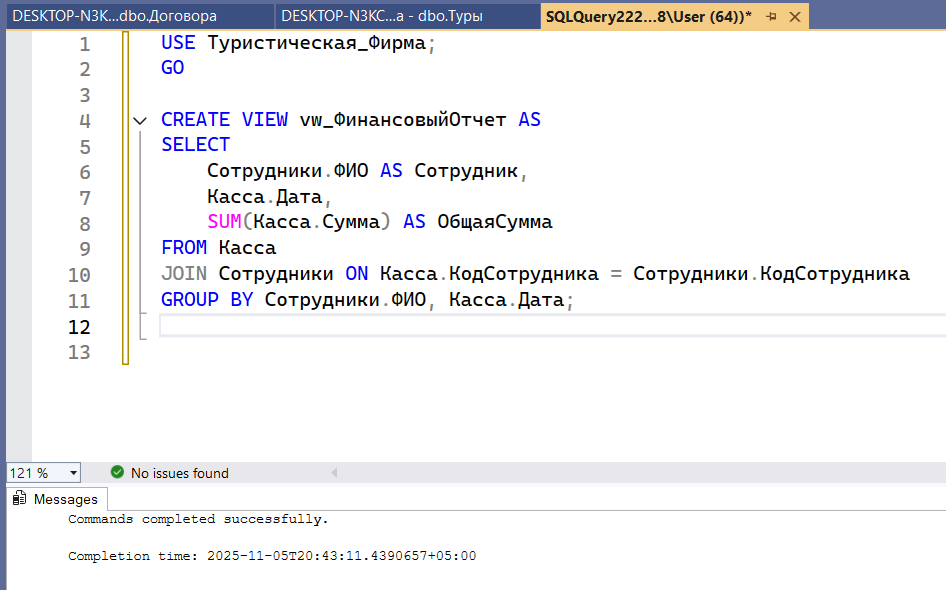 DESKTOP-N3K...dbo.Договора
DESKTOP-N3KC...а - dbo.Туры
SQLQuery222...8\User (64))*
1 USE Туристическая_Фирма;
2 GO
3
4 CREATE VIEW vw_ФинансовыйОтчет AS
5 SELECT
6 Сотрудники.ФИО AS Сотрудник,
7 Касса.Дата,
8 SUM(Касса.Сумма) AS ОбщаяСумма
9 FROM Касса
10 JOIN Сотрудники ON Касса.КодСотрудника = Сотрудники.КодСотрудника
11 GROUP BY Сотрудники.ФИО, Касса.Дата;
12
13
121 %
No issues found
Messages
Commands completed successfully.
Completion time: 2025-11-05T20:43:11.4390657+05:00